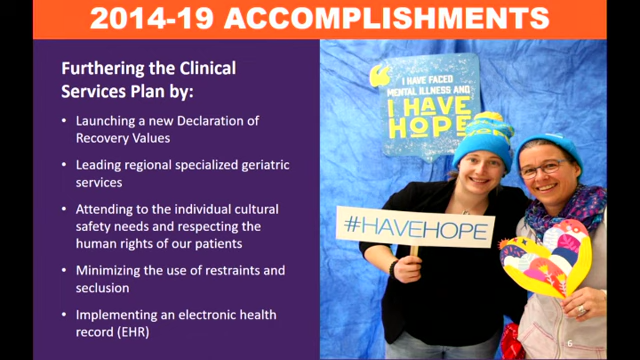 2014-19 ACCOMPLISHMENTS
Furthering the Clinical
Services Plan by:
• Launching a new Declaration of
Recovery Values
• Leading regional specialized geriatric
services
• Attending to the individual cultural
safety needs and respecting the
human rights of our patients
• Minimizing the use of restraints and
seclusion
• Implementing an electronic health
record (EHR)
I HAVE FACED
MENTAL ILLNESS AND
I HAVE
HOPE
#HAVEHOPE
6